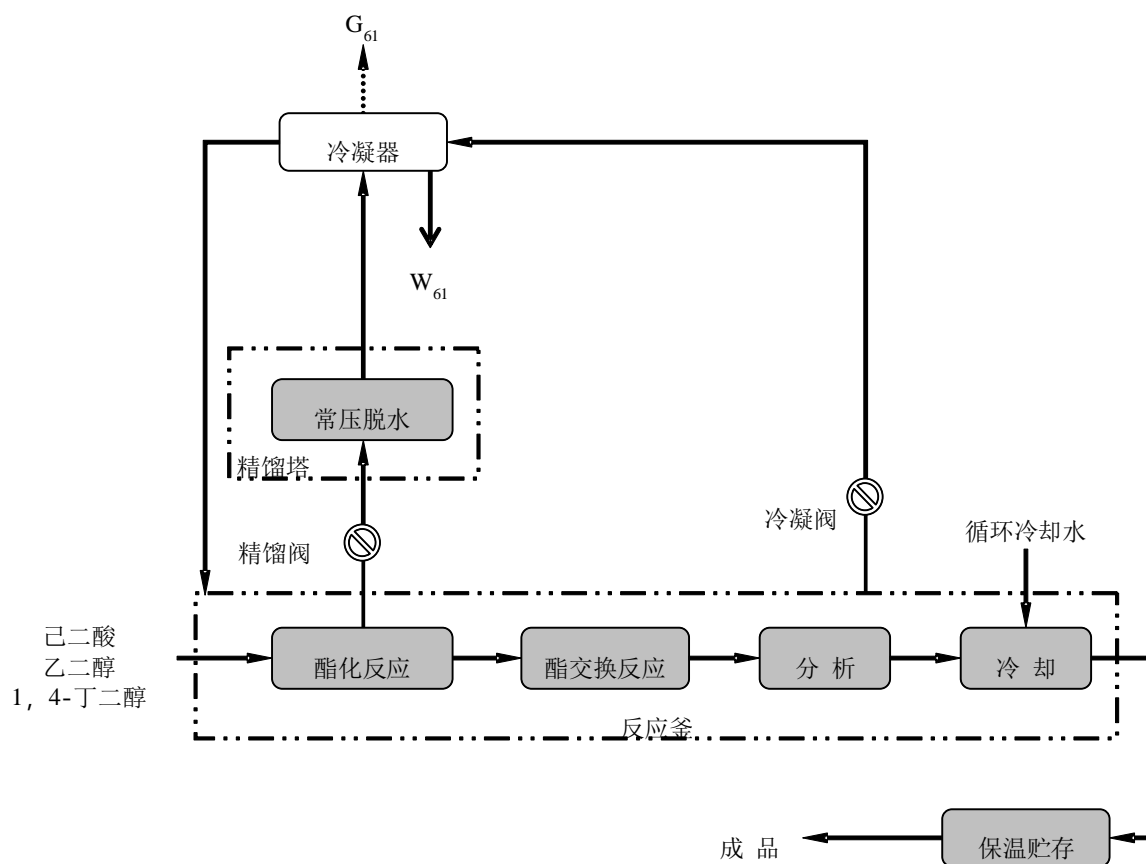 G61
冷凝器
W61
常压脱水
精馏塔
冷凝阀
精馏阀
循环冷却水
己二酸
乙二醇
1，4-丁二醇
酯化反应
酯交换反应
分 析
冷 却
反应釜
成 品
保温贮存